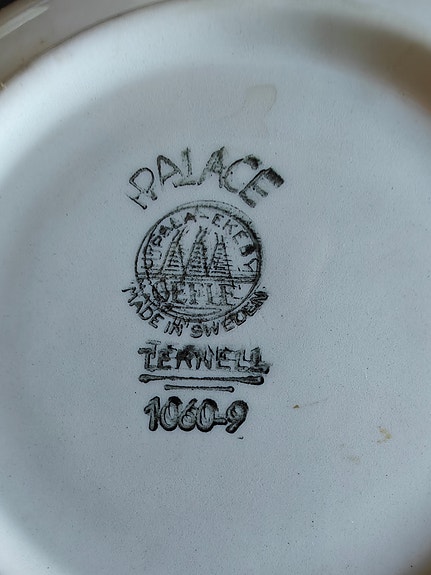 PALACE
UPSALA-EKEBY
GEFLE
MADE IN SWEDEN
TERNELL
1060-9